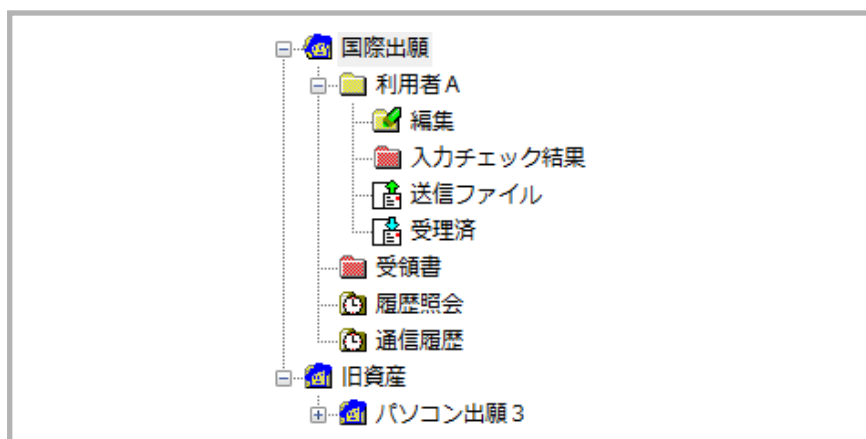 国際出願
利用者A
編集
入力チェック結果
送信ファイル
受理済
受領書
履歴照会
通信履歴
旧資産
パソコン出願3